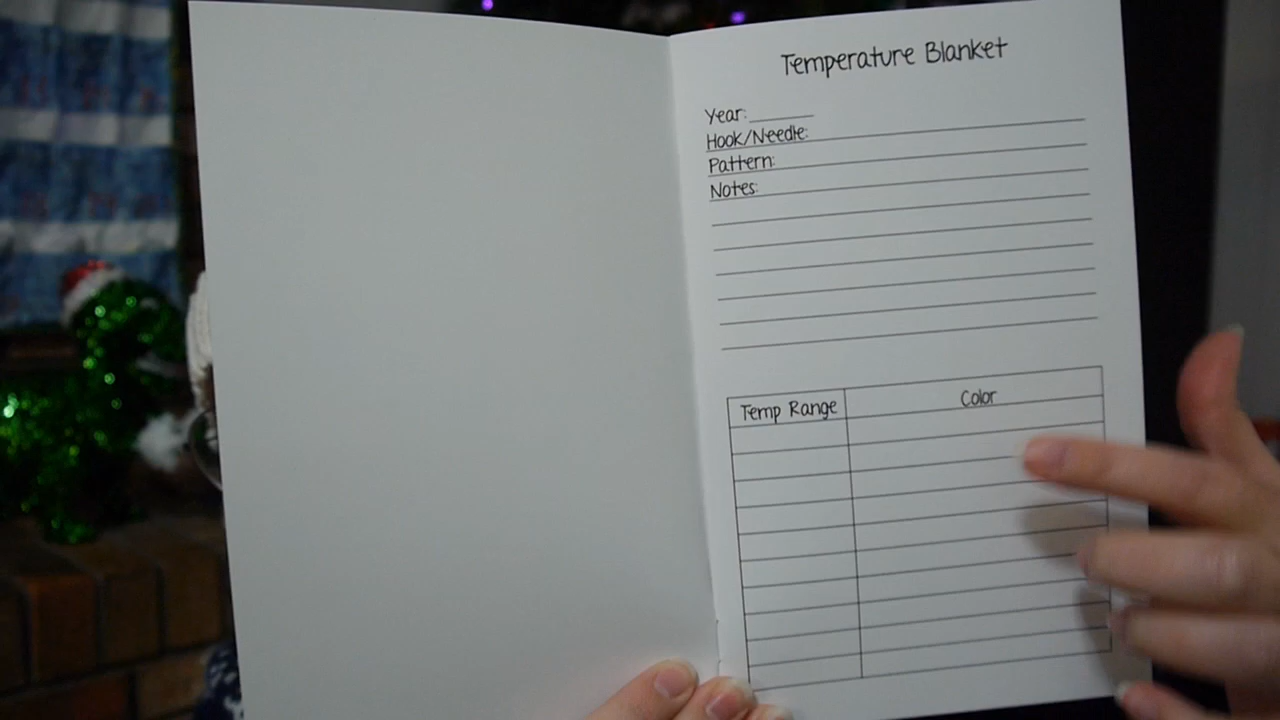 Temperature Blanket
Year:
Hook/Needle:
Pattern:
Notes:
Temp Range Color